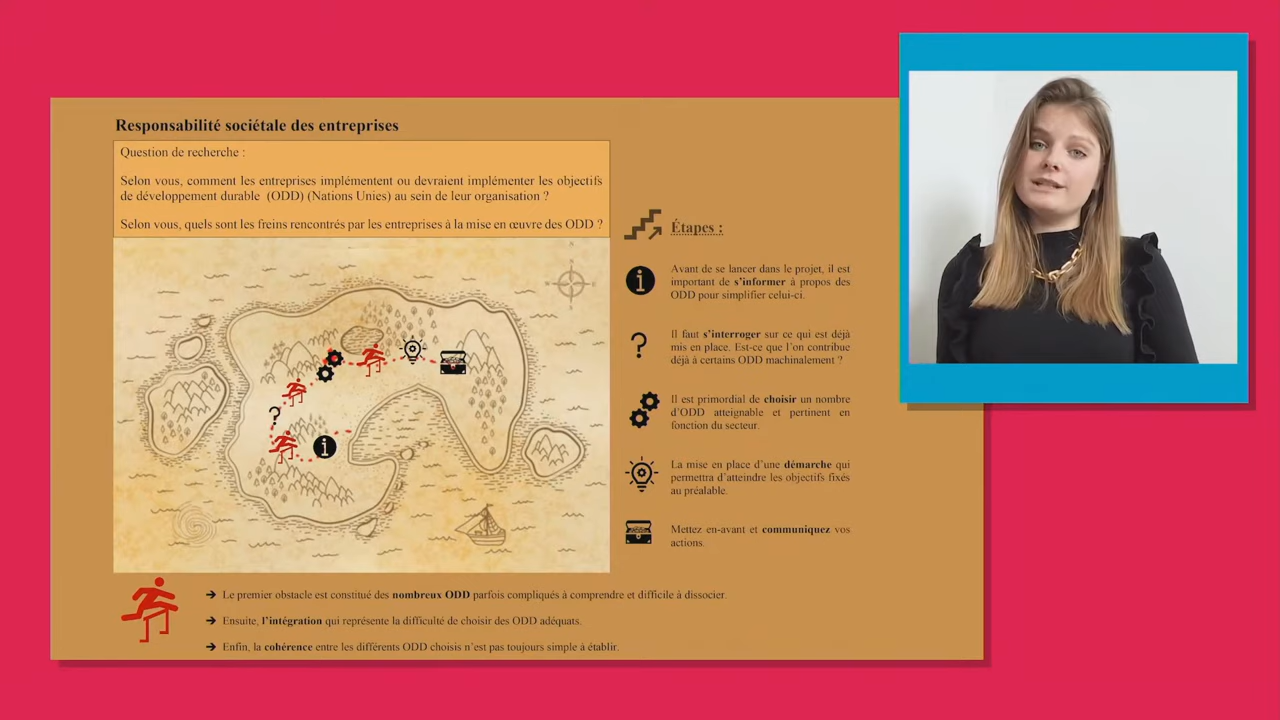 Responsabilité sociétale des entreprises
Question de recherche :
Selon vous, comment les entreprises implémentent ou devraient implémenter les objectifs
de développement durable (ODD) (Nations Unies) au sein de leur organisation ?
Selon vous, quels sont les freins rencontrés par les entreprises à la mise en œuvre des ODD ?
Étapes :
Avant de se lancer dans le projet, il est
important de s'informer à propos des
ODD pour simplifier celui-ci.
Il faut s'interroger sur ce qui est déjà
mis en place. Est-ce que l'on contribue
déjà à certains ODD machinalement ?
Il est primordial de choisir un nombre
d'ODD atteignable et pertinent en
fonction du secteur.
La mise en place d'une démarche qui
permettra d'atteindre les objectifs fixés
au préalable.
Mettez en-avant et communiquez vos
actions.
➔ Le premier obstacle est constitué des nombreux ODD parfois compliqués à comprendre et difficile à dissocier.
➔ Ensuite, l'intégration qui représente la difficulté de choisir des ODD adéquats.
➔ Enfin, la cohérence entre les différents ODD choisis n'est pas toujours simple à établir.